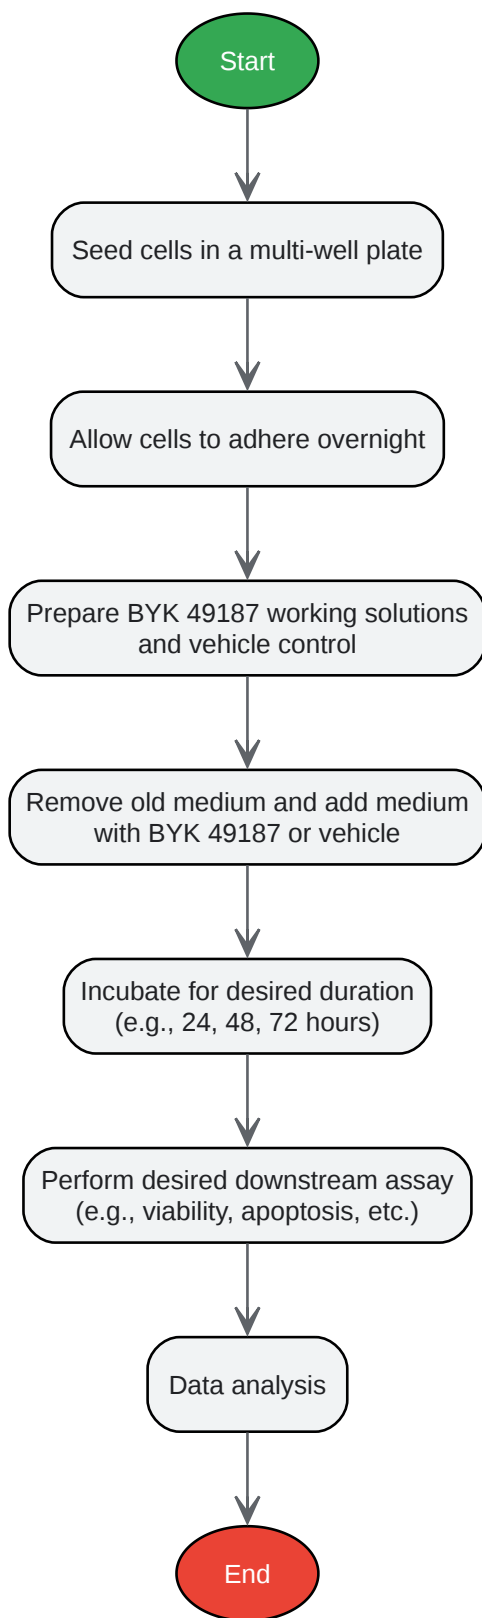 Start
Seed cells in a multi-well plate
Allow cells to adhere overnight
Prepare BYK 49187 working solutions
and vehicle control
Remove old medium and add medium
with BYK 49187 or vehicle
Incubate for desired duration
(e.g., 24, 48, 72 hours)
Perform desired downstream assay
(e.g., viability, apoptosis, etc.)
Data analysis
End